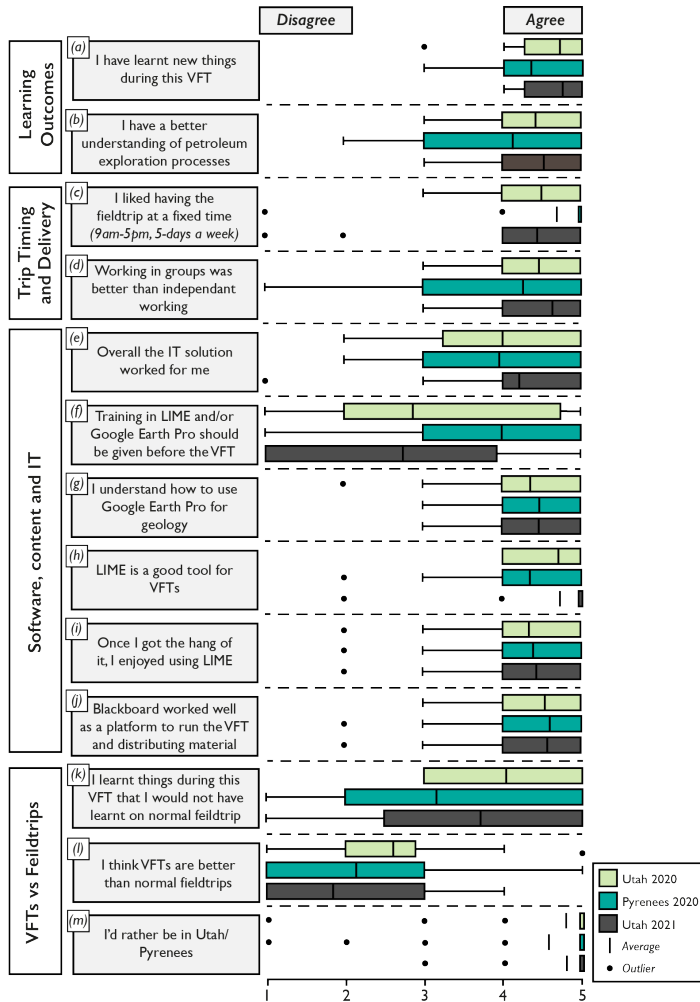 Disagree
Agree
Learning
Outcomes
(a)
I have learnt new things
during this VFT
(b)
I have a better
understanding of petroleum
exploration processes
Trip Timing
and Delivery
(c)
I liked having the
fieldtrip at a fixed time
(9am-5pm, 5-days a week)
(d)
Working in groups was
better than independant
working
Software, content and IT
(e)
Overall the IT solution
worked for me
(f)
Training in LIME and/or
Google Earth Pro should
be given before the VFT
(g)
I understand how to use
Google Earth Pro for
geology
(h)
LIME is a good tool for
VFTs
(i)
Once I got the hang of
it, I enjoyed using LIME
(j)
Blackboard worked well
as a platform to run the VFT
and distributing material
VFTs vs Feildtrips
(k)
I learnt things during this
VFT that I would not have
learnt on normal feildtrip
(l)
I think VFTs are better
than normal fieldtrips
(m)
I'd rather be in Utah/
Pyrenees
Utah 2020
Pyrenees 2020
Utah 2021
Average
Outlier
1 2 3 4 5